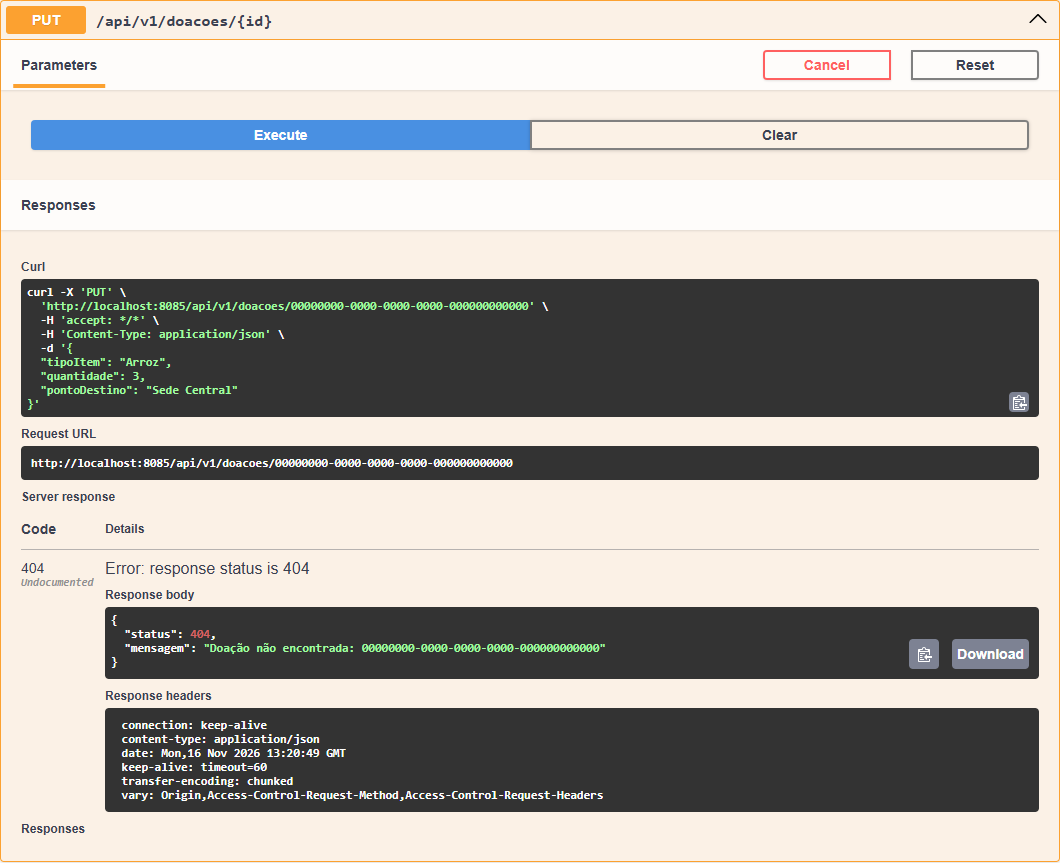 PUT /api/v1/doacoes/{id}
Parameters
Cancel
Reset
Execute
Clear
Responses
Curl
curl -X 'PUT' \
  'http://localhost:8085/api/v1/doacoes/00000000-0000-0000-0000-000000000000' \
  -H 'accept: */*' \
  -H 'Content-Type: application/json' \
  -d '{
  "tipoItem": "Arroz",
  "quantidade": 3,
  "pontoDestino": "Sede Central"
}'
Request URL
http://localhost:8085/api/v1/doacoes/00000000-0000-0000-0000-000000000000
Server response
Code Details
404 Error: response status is 404
Undocumented
Response body
{
  "status": 404,
  "mensagem": "Doação não encontrada: 00000000-0000-0000-0000-000000000000"
}
Download
Response headers
connection: keep-alive
content-type: application/json
date: Mon,16 Nov 2026 13:20:49 GMT
keep-alive: timeout=60
transfer-encoding: chunked
vary: Origin,Access-Control-Request-Method,Access-Control-Request-Headers
Responses